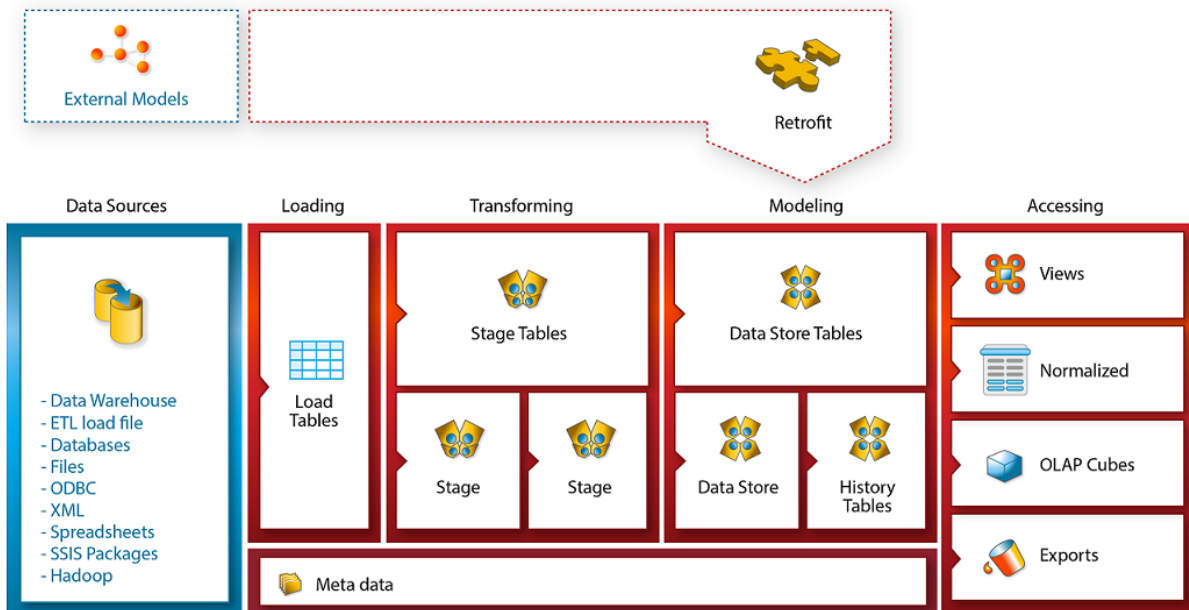 External Models
Retrofit
Data Sources
Loading
Transforming
Modeling
Accessing
- Data Warehouse
- ETL load file
- Databases
- Files
- ODBC
- XML
- Spreadsheets
- SSIS Packages
- Hadoop
Load
Tables
Stage Tables
Stage
Stage
Data Store Tables
Data Store
History
Tables
Views
Normalized
OLAP Cubes
Exports
Meta data